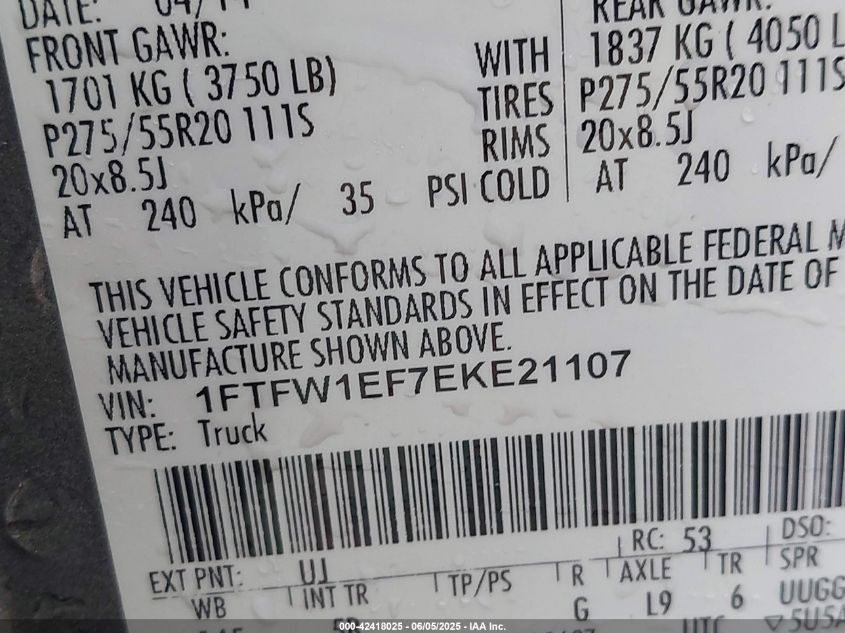 DATE: 04/14
FRONT GAWR:
1701 KG ( 3750 LB)
P275/55R20 111S
20x8.5J
AT 240 kPa/ 35 PSI COLD
WITH
TIRES
RIMS
REAR GAWR:
1837 KG ( 4050 L
P275/55R20 111S
20x8.5J
AT 240 kPa/
THIS VEHICLE CONFORMS TO ALL APPLICABLE FEDERAL M
VEHICLE SAFETY STANDARDS IN EFFECT ON THE DATE OF
MANUFACTURE SHOWN ABOVE.
VIN: 1FTFW1EF7EKE21107
TYPE: Truck
EXT PNT: UJ RC: 53 DSO:
WB INT TR TP/PS R AXLE TR SPR
G L9 6 UUGG
UTC ▽5U5A
000-42418025 - 06/05/2025 - IAA Inc.